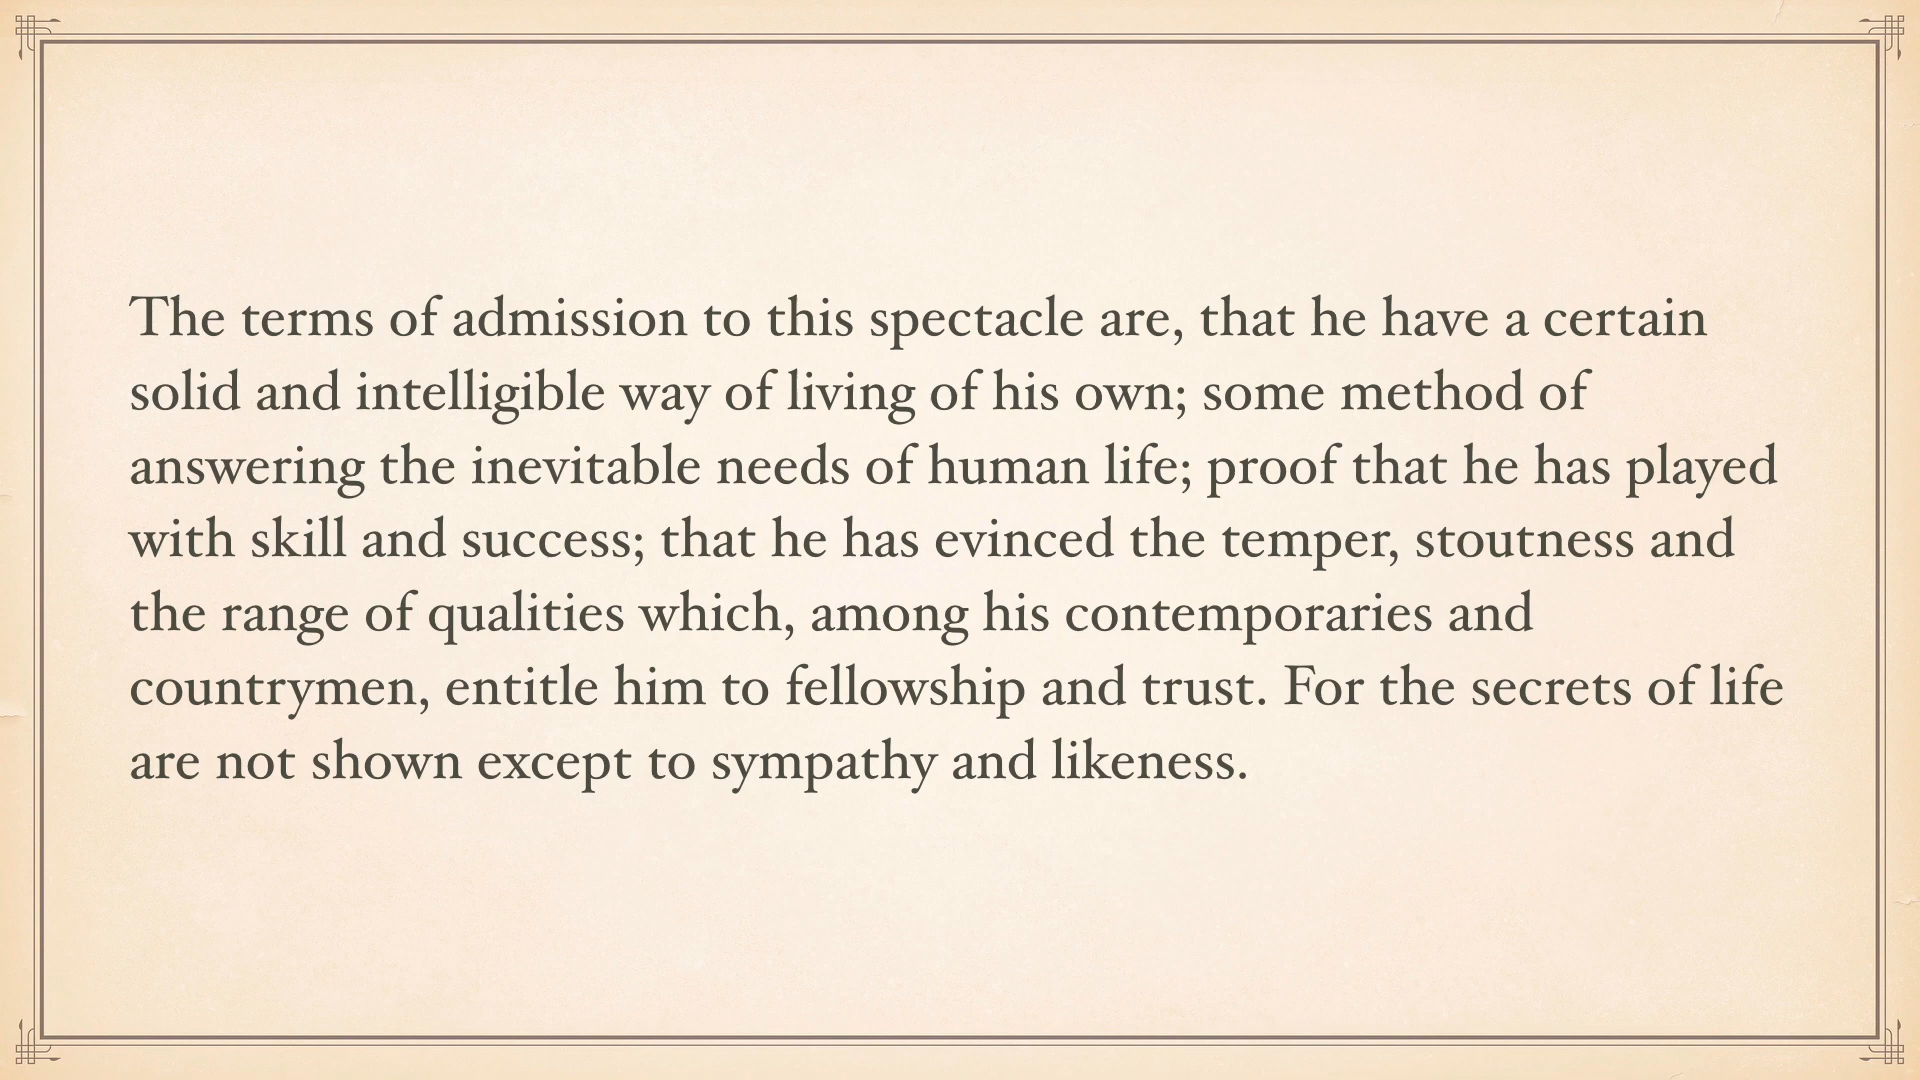 The terms of admission to this spectacle are, that he have a certain
solid and intelligible way of living of his own; some method of
answering the inevitable needs of human life; proof that he has played
with skill and success; that he has evinced the temper, stoutness and
the range of qualities which, among his contemporaries and
countrymen, entitle him to fellowship and trust. For the secrets of life
are not shown except to sympathy and likeness.